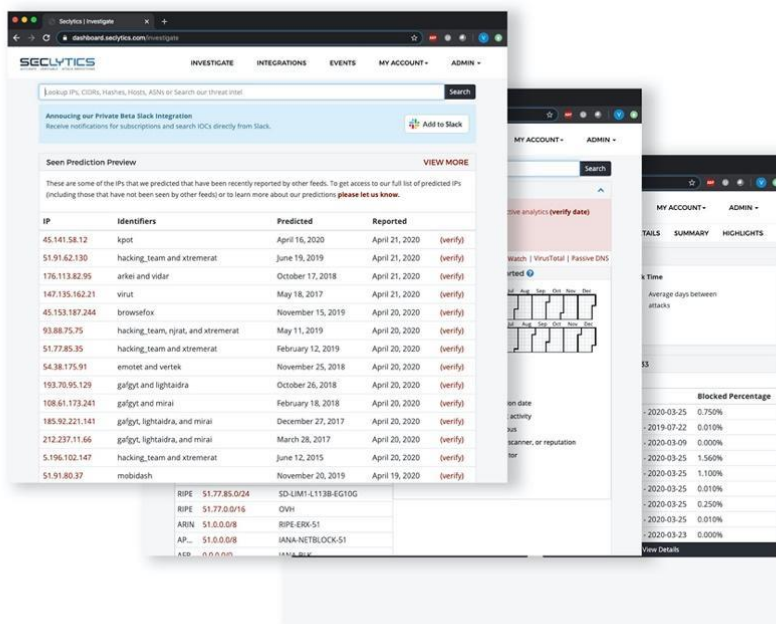 Seclytics | Investigate
dashboard.seclytics.com/investigate
SECLYTICS
INVESTIGATE INTEGRATIONS EVENTS MY ACCOUNT ADMIN
Lookup IPs, CIDRs, Hashes, Hosts, ASNs or Search our threat intel Search
Annoucing our Private Beta Slack Integration
Receive notifications for subscriptions and search IOCs directly from Slack.
Add to Slack
Seen Prediction Preview VIEW MORE
These are some of the IPs that we predicted that have been recently reported by other feeds. To get access to our full list of predicted IPs
(including those that have not been seen by other feeds) or to learn more about our predictions please let us know.
IP Identifiers Predicted Reported
45.141.58.12 kpot April 16, 2020 April 21, 2020 (verify)
51.91.62.130 hacking_team and xtremerat June 19, 2019 April 21, 2020 (verify)
176.113.82.95 arkei and vidar October 17, 2018 April 21, 2020 (verify)
147.135.162.21 virut May 18, 2017 April 21, 2020 (verify)
45.153.187.244 browsefox November 15, 2019 April 20, 2020 (verify)
93.88.75.75 hacking_team, njrat, and xtremerat May 11, 2019 April 20, 2020 (verify)
51.77.85.35 hacking_team and xtremerat February 12, 2019 April 20, 2020 (verify)
54.38.175.91 emotet and vertek November 25, 2018 April 20, 2020 (verify)
193.70.95.129 gafgyt and lightaidra October 26, 2018 April 20, 2020 (verify)
108.61.173.241 gafgyt and mirai February 18, 2018 April 20, 2020 (verify)
185.92.221.141 gafgyt, lightaidra, and mirai December 27, 2017 April 20, 2020 (verify)
212.237.11.66 gafgyt, lightaidra, and mirai March 28, 2017 April 20, 2020 (verify)
5.196.102.147 hacking_team and xtremerat June 12, 2015 April 20, 2020 (verify)
51.91.80.37 mobidash November 20, 2019 April 19, 2020 (verify)
MY ACCOUNT ADMIN
Search
analytics (verify date)
Watch | VirusTotal | Passive DNS
Aug Sep Oct Nov Dec
Aug Sep Oct Nov Dec
date
activity
scanner, or reputation
RIPE 51.77.85.0/24 SD-LIM1-L113B-EG10G
RIPE 51.77.0.0/16 OVH
ARIN 51.0.0.0/8 RIPE-ERX-51
AP... 51.0.0.0/8 IANA-NETBLOCK-51
MY ACCOUNT ADMIN
SUMMARY HIGHLIGHTS
Time
Average days between
attacks
Blocked Percentage
- 2020-03-25 0.750%
- 2019-07-22 0.010%
- 2020-03-09 0.000%
- 2020-03-25 1.560%
- 2020-03-25 1.100%
- 2020-03-25 0.010%
- 2020-03-25 0.250%
- 2020-03-25 0.010%
- 2020-03-23 0.000%
View Details